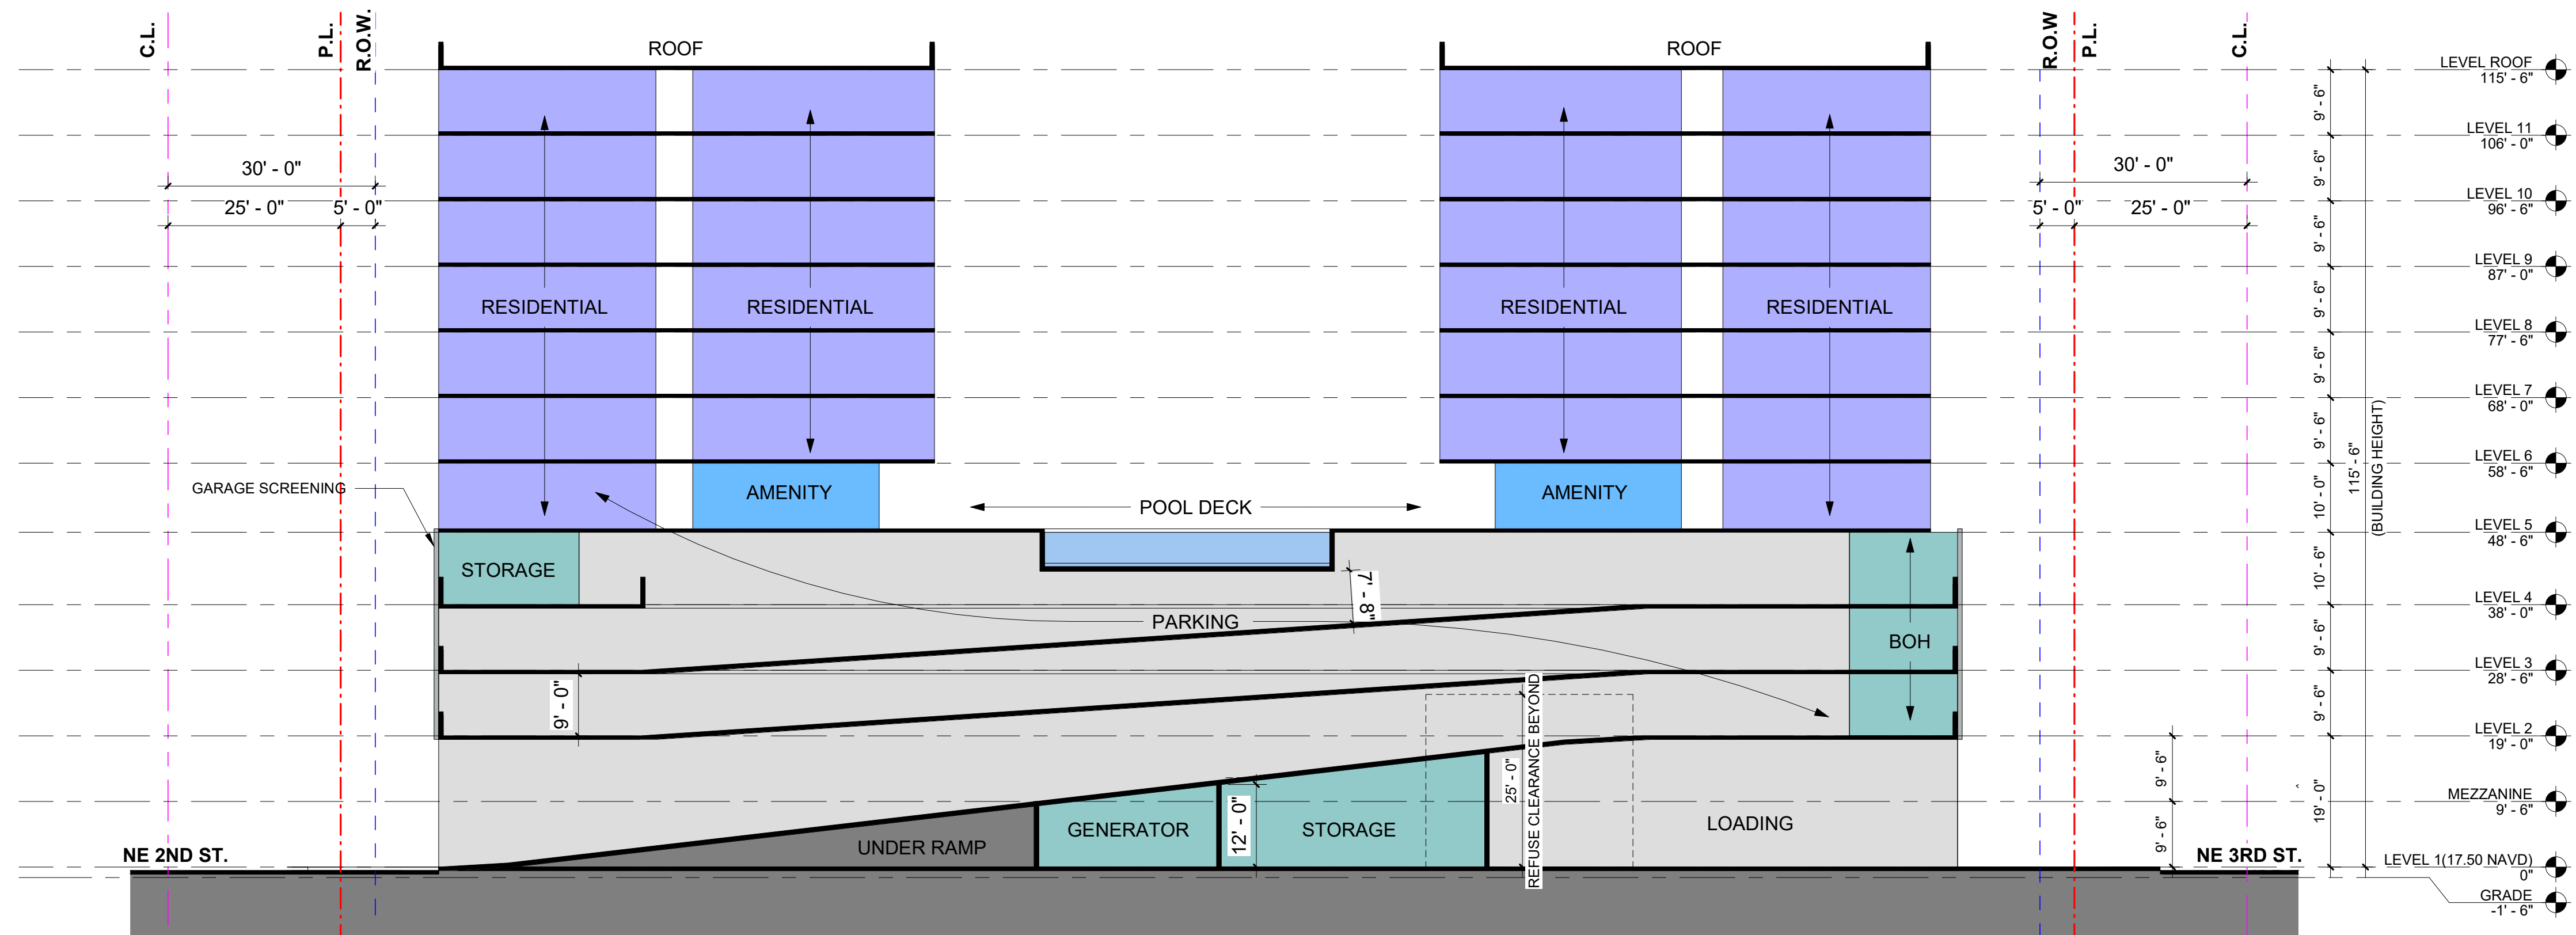 C.L.
P.L.
R.O.W.
ROOF
ROOF
R.O.W
P.L.
C.L.
LEVEL ROOF
115' - 6"
9' - 6"
LEVEL 11
106' - 0"
30' - 0"
30' - 0"
9' - 6"
25' - 0"
5' - 0"
5' - 0"
25' - 0"
LEVEL 10
96' - 6"
9' - 6"
LEVEL 9
87' - 0"
RESIDENTIAL
RESIDENTIAL
RESIDENTIAL
RESIDENTIAL
9' - 6"
LEVEL 8
77' - 6"
9' - 6"
LEVEL 7
68' - 0"
9' - 6"
115' - 6"
(BUILDING HEIGHT)
LEVEL 6
58' - 6"
GARAGE SCREENING
AMENITY
POOL DECK
AMENITY
10' - 0"
LEVEL 5
48' - 6"
STORAGE
7' - 8"
10' - 6"
LEVEL 4
38' - 0"
PARKING
BOH
9' - 6"
LEVEL 3
28' - 6"
9' - 0"
9' - 6"
LEVEL 2
19' - 0"
25' - 0"
REFUSE CLEARANCE BEYOND
9' - 6"
19' - 0"
MEZZANINE
9' - 6"
UNDER RAMP
GENERATOR
12' - 0"
STORAGE
LOADING
9' - 6"
NE 2ND ST.
NE 3RD ST.
LEVEL 1(17.50 NAVD)
0"
GRADE
-1' - 6"